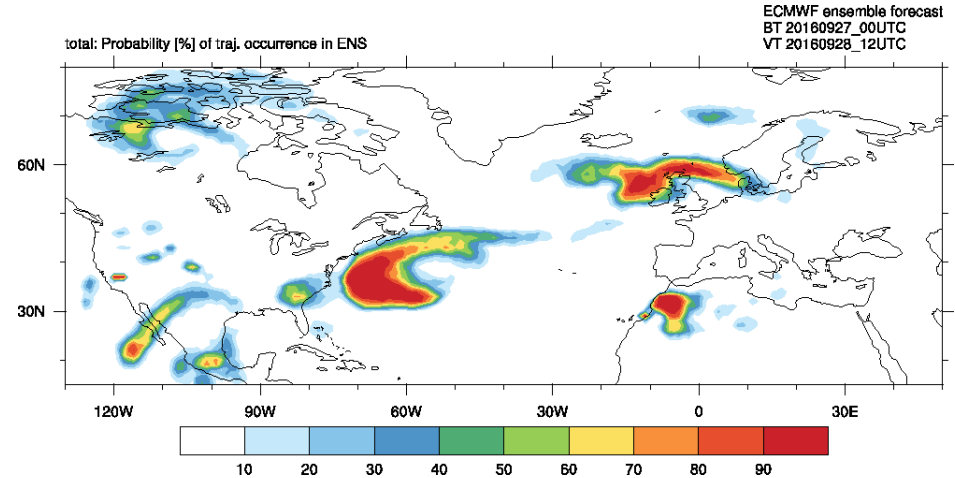 ECMWF ensemble forecast
BT 20160927_00UTC
VT 20160928_12UTC
total: Probability [%] of traj. occurrence in ENS
60N
30N
120W 90W 60W 30W 0 30E
10 20 30 40 50 60 70 80 90